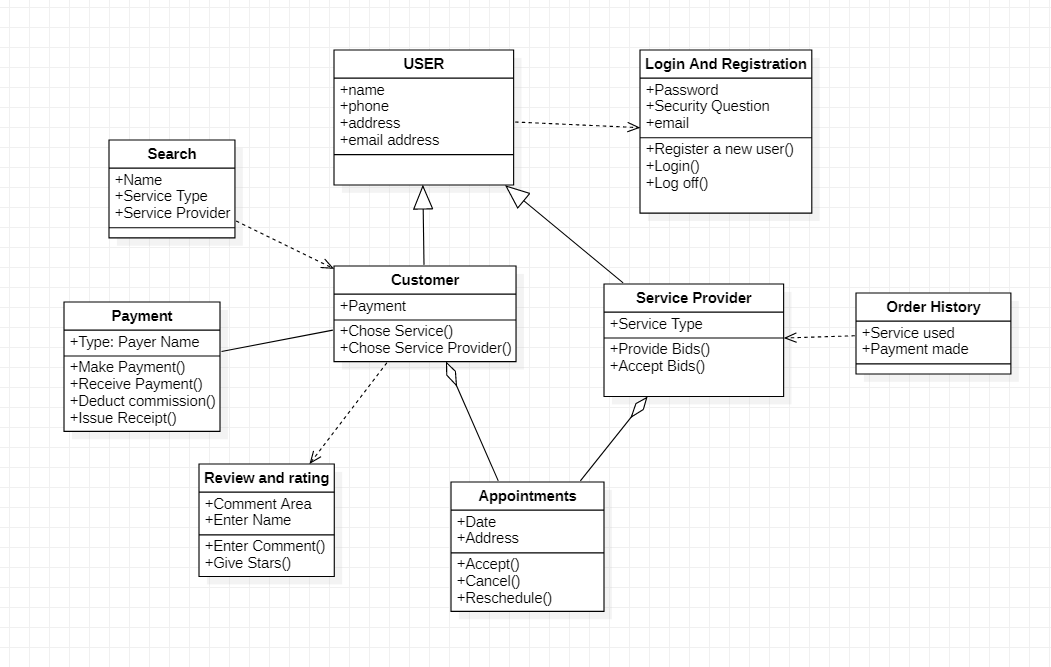 USER
+name
+phone
+address
+email address
Login And Registration
+Password
+Security Question
+email
+Register a new user()
+Login()
+Log off()
Search
+Name
+Service Type
+Service Provider
Customer
+Payment
+Chose Service()
+Chose Service Provider()
Service Provider
+Service Type
+Provide Bids()
+Accept Bids()
Order History
+Service used
+Payment made
Payment
+Type: Payer Name
+Make Payment()
+Receive Payment()
+Deduct commission()
+Issue Receipt()
Review and rating
+Comment Area
+Enter Name
+Enter Comment()
+Give Stars()
Appointments
+Date
+Address
+Accept()
+Cancel()
+Reschedule()